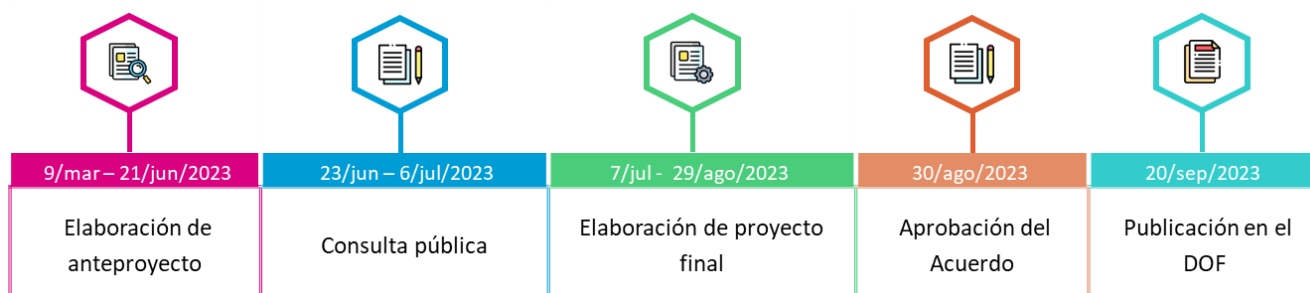 9/mar – 21/jun/2023
23/jun – 6/jul/2023
7/jul - 29/ago/2023
30/ago/2023
20/sep/2023
Elaboración de
anteproyecto
Consulta pública
Elaboración de proyecto
final
Aprobación del
Acuerdo
Publicación en el
DOF